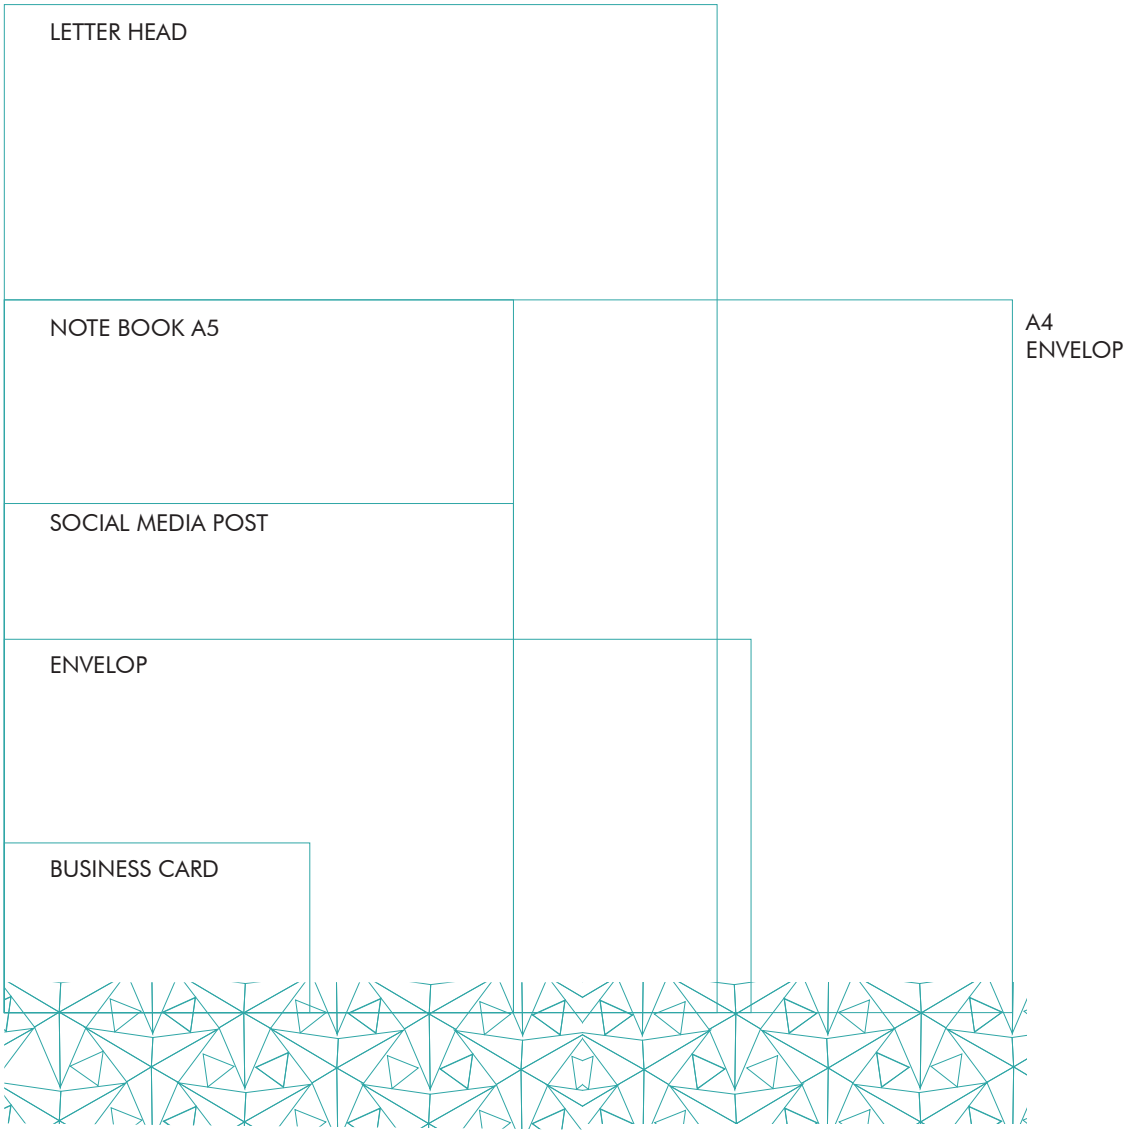 LETTER HEAD
NOTE BOOK A5
A4
ENVELOP
SOCIAL MEDIA POST
ENVELOP
BUSINESS CARD